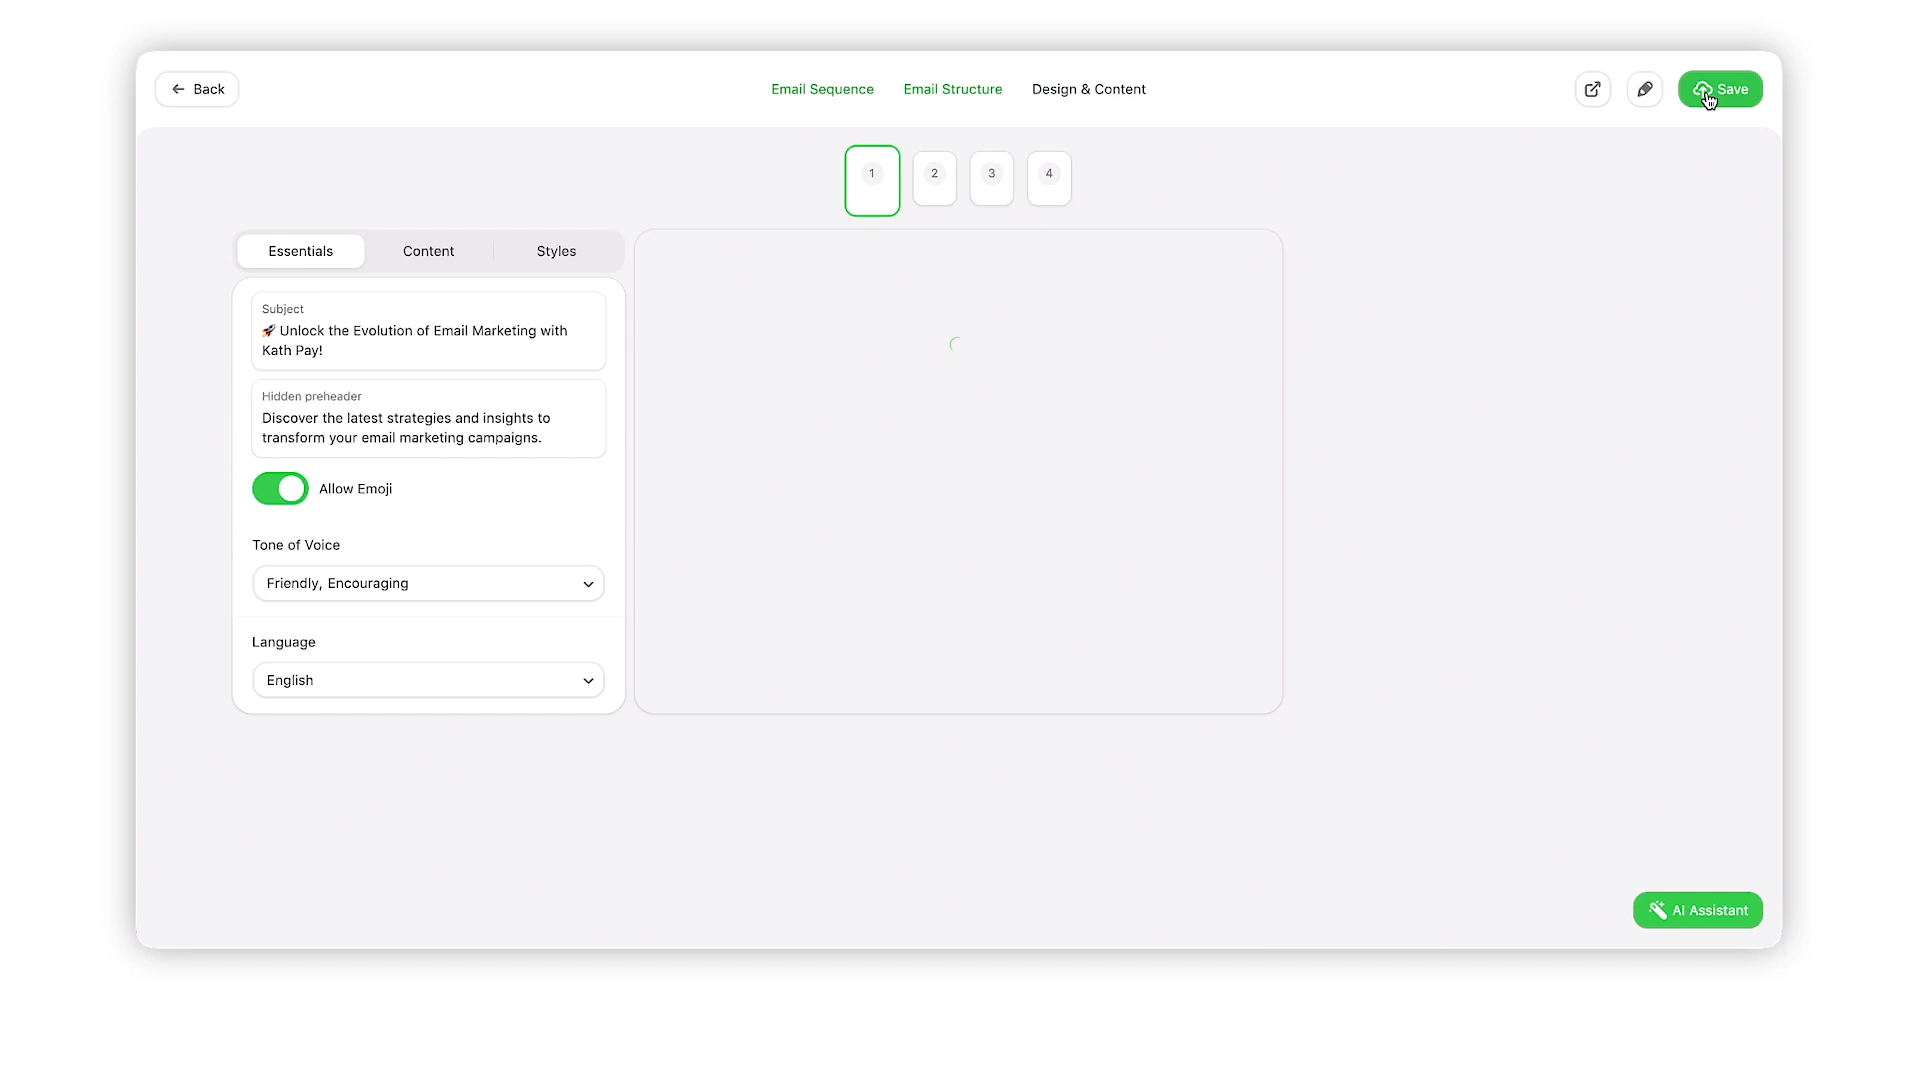 Back
Email Sequence
Email Structure
Design & Content
Save
1
2
3
4
Essentials
Content
Styles
Subject
🚀 Unlock the Evolution of Email Marketing with
Kath Pay!
Hidden preheader
Discover the latest strategies and insights to
transform your email marketing campaigns.
Allow Emoji
Tone of Voice
Friendly, Encouraging
Language
English
AI Assistant